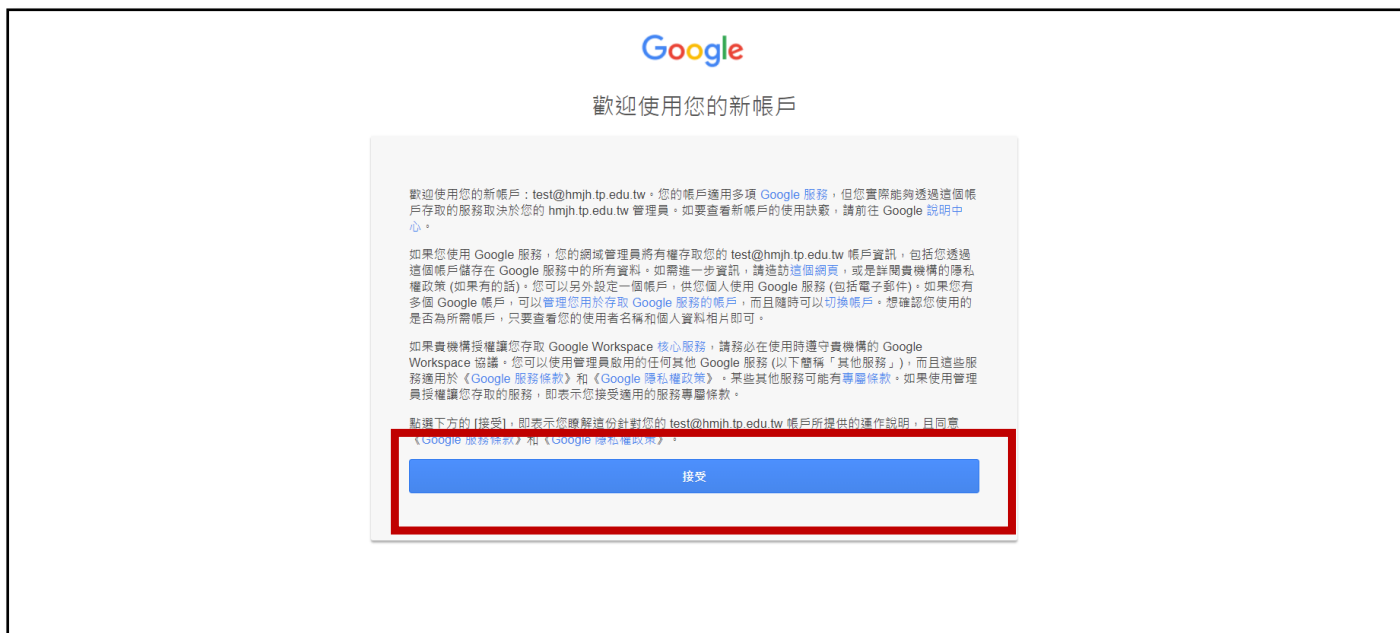 Google
歡迎使用您的新帳戶
歡迎使用您的新帳戶：test@hmjh.tp.edu.tw。您的帳戶適用多項 Google 服務，但您實際能夠透過這個帳
戶存取的服務取決於您的 hmjh.tp.edu.tw 管理員。如要查看新帳戶的使用訣竅，請前往 Google 說明中
心。
如果您使用 Google 服務，您的網域管理員將有權存取您的 test@hmjh.tp.edu.tw 帳戶資訊，包括您透過
這個帳戶儲存在 Google 服務中的所有資料。如需進一步資訊，請造訪這個網頁，或是詳閱貴機構的隱私
權政策 (如果有的話)。您可以另外設定一個帳戶，供您個人使用 Google 服務 (包括電子郵件)。如果您有
多個 Google 帳戶，可以管理您用於存取 Google 服務的帳戶，而且隨時可以切換帳戶。想確認您使用的
是否為所需帳戶，只要查看您的使用者名稱和個人資料相片即可。
如果貴機構授權讓您存取 Google Workspace 核心服務，請務必在使用時遵守貴機構的 Google
Workspace 協議。您可以使用管理員啟用的任何其他 Google 服務 (以下簡稱「其他服務」)，而且這些服
務適用於《Google 服務條款》和《Google 隱私權政策》。某些其他服務可能有專屬條款。如果使用管理
員授權讓您存取的服務，即表示您接受適用的服務專屬條款。
點選下方的 [接受]，即表示您瞭解這份針對您的 test@hmjh.tp.edu.tw 帳戶所提供的運作說明，且同意
《Google 服務條款》和《Google 隱私權政策》。
接受